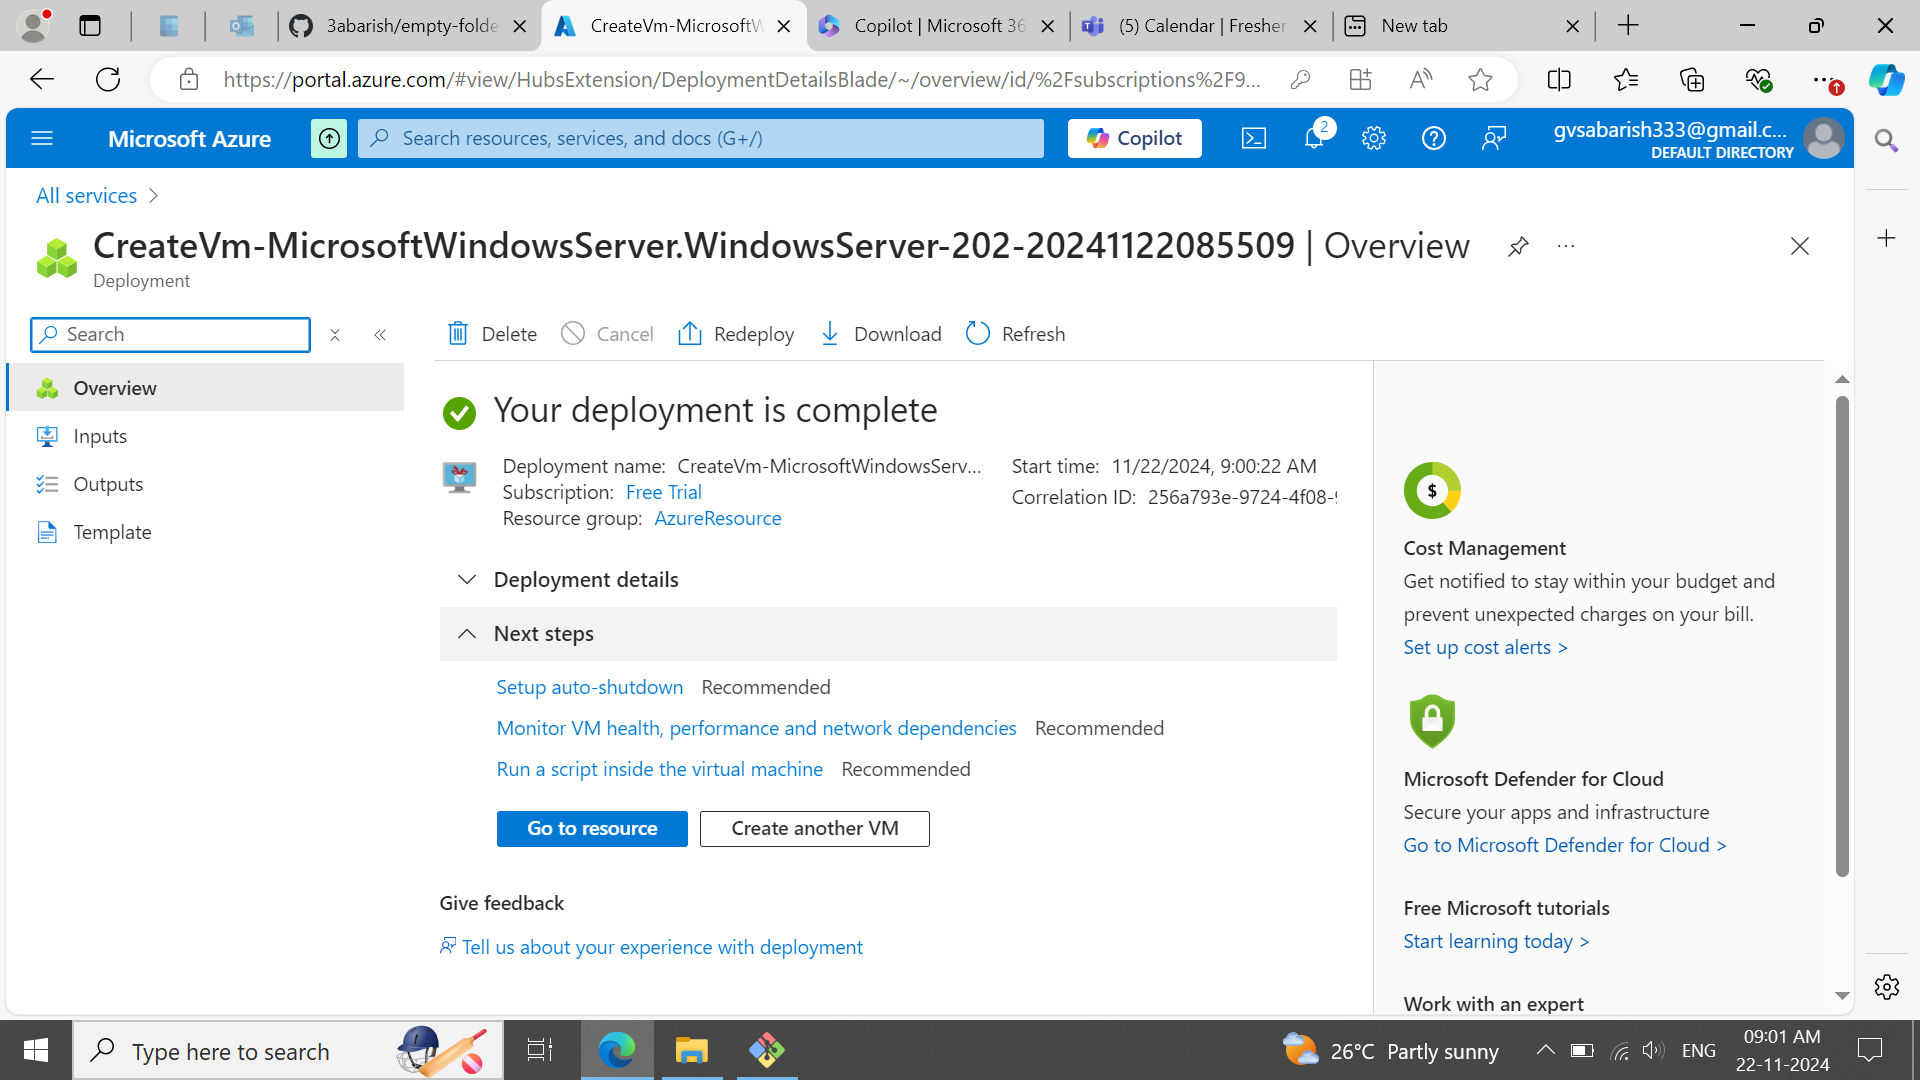 3abarish/empty-folde
CreateVm-MicrosoftW
Copilot | Microsoft 36
(5) Calendar | Fresher
New tab
https://portal.azure.com/#view/HubsExtension/DeploymentDetailsBlade/~/overview/id/%2Fsubscriptions%2F9...
Microsoft Azure
Search resources, services, and docs (G+/)
Copilot
2
gvsabarish333@gmail.c...
DEFAULT DIRECTORY
All services
CreateVm-MicrosoftWindowsServer.WindowsServer-202-20241122085509 | Overview
Deployment
Search
Delete
Cancel
Redeploy
Download
Refresh
Overview
Inputs
Outputs
Template
Your deployment is complete
Deployment name: CreateVm-MicrosoftWindowsServ...
Subscription: Free Trial
Resource group: AzureResource
Start time: 11/22/2024, 9:00:22 AM
Correlation ID: 256a793e-9724-4f08-9
Deployment details
Next steps
Setup auto-shutdown Recommended
Monitor VM health, performance and network dependencies Recommended
Run a script inside the virtual machine Recommended
Go to resource
Create another VM
Give feedback
Tell us about your experience with deployment
$
Cost Management
Get notified to stay within your budget and
prevent unexpected charges on your bill.
Set up cost alerts >
Microsoft Defender for Cloud
Secure your apps and infrastructure
Go to Microsoft Defender for Cloud >
Free Microsoft tutorials
Start learning today >
Work with an expert
Type here to search
26°C Partly sunny
ENG
09:01 AM
22-11-2024